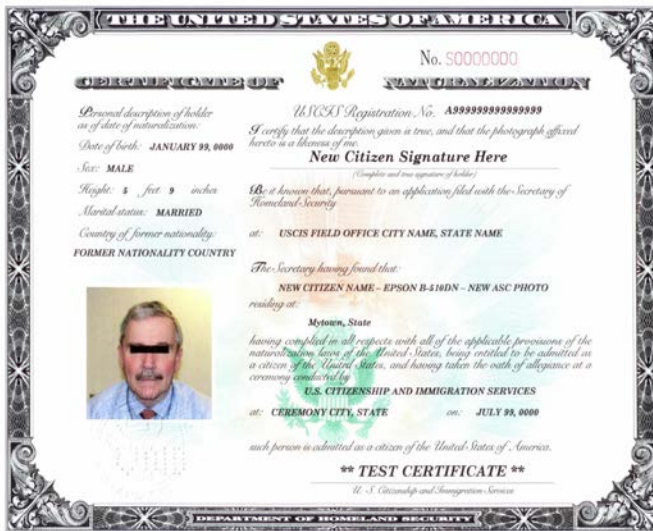 THE UNITED STATES OF AMERICA
No. S0000000
CERTIFICATE OF NATURALIZATION
Personal description of holder
as of date of naturalization:
Date of birth: JANUARY 99, 0000
Sex: MALE
Height: 5 feet 9 inches
Marital status: MARRIED
Country of former nationality:
FORMER NATIONALITY COUNTRY
USCIS Registration No. A999999999999999
I certify that the description given is true, and that the photograph affixed
hereto is a likeness of me.
New Citizen Signature Here
(Complete and true signature of holder)
Be it known that, pursuant to an application filed with the Secretary of
Homeland Security
at: USCIS FIELD OFFICE CITY NAME, STATE NAME
The Secretary having found that:
NEW CITIZEN NAME – EPSON B-510DN – NEW ASC PHOTO
residing at:
Mytown, State
having complied in all respects with all of the applicable provisions of the
naturalization laws of the United States, being entitled to be admitted as
a citizen of the United States, and having taken the oath of allegiance at a
ceremony conducted by
U.S. CITIZENSHIP AND IMMIGRATION SERVICES
at: CEREMONY CITY, STATE on: JULY 99, 0000
such person is admitted as a citizen of the United States of America.
** TEST CERTIFICATE **
U. S. Citizenship and Immigration Services
DEPARTMENT OF HOMELAND SECURITY